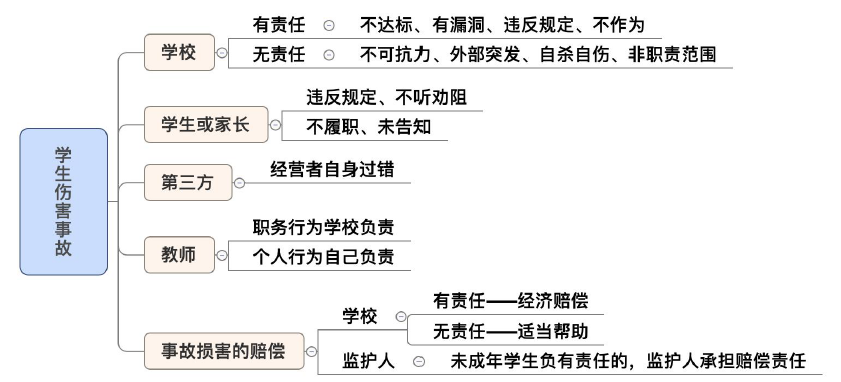 学生伤害事故
学校
有责任
不达标、有漏洞、违反规定、不作为
无责任
不可抗力、外部突发、自杀自伤、非职责范围
学生或家长
违反规定、不听劝阻
不履职、未告知
第三方
经营者自身过错
教师
职务行为学校负责
个人行为自己负责
事故损害的赔偿
学校
有责任——经济赔偿
无责任——适当帮助
监护人
未成年学生负有责任的，监护人承担赔偿责任